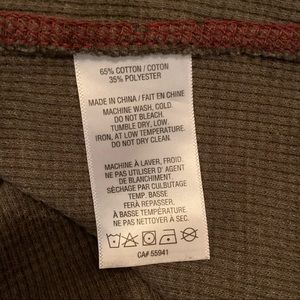 65% COTTON / COTON
35% POLYESTER
MADE IN CHINA / FAIT EN CHINE
MACHINE WASH, COLD.
DO NOT BLEACH.
TUMBLE DRY, LOW.
IRON, AT LOW TEMPERATURE.
DO NOT DRY CLEAN.
MACHINE À LAVER, FROID.
NE PAS UTILISER D' AGENT
DE BLANCHIMENT.
SÈCHAGE PAR CULBUTAGE
TEMP. BASSE
FERÀ REPASSER,
À BASSE TEMPÉRATURE
NE PAS NETTOYER À SEC.
CA# 55941